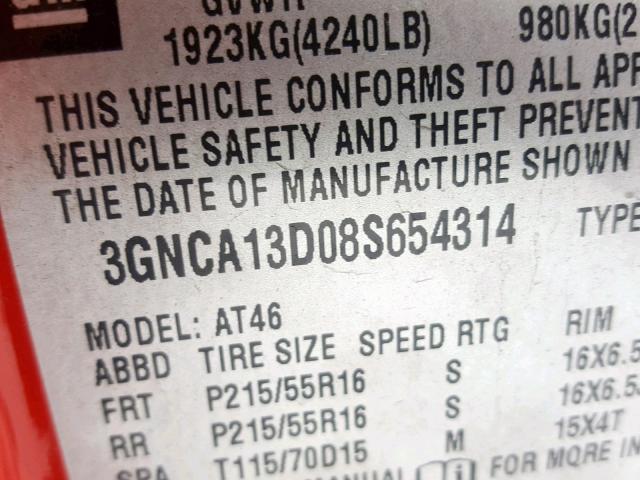 GVWR
1923KG(4240LB) 980KG(2
THIS VEHICLE CONFORMS TO ALL APP
VEHICLE SAFETY AND THEFT PREVENT
THE DATE OF MANUFACTURE SHOWN
3GNCA13D08S654314 TYPE
MODEL: AT46
ABBD TIRE SIZE SPEED RTG RIM
FRT P215/55R16 S 16X6.5
RR P215/55R16 S 16X6.5
SPA T115/70D15 M 15X4T
MANUAL FOR MORE IN